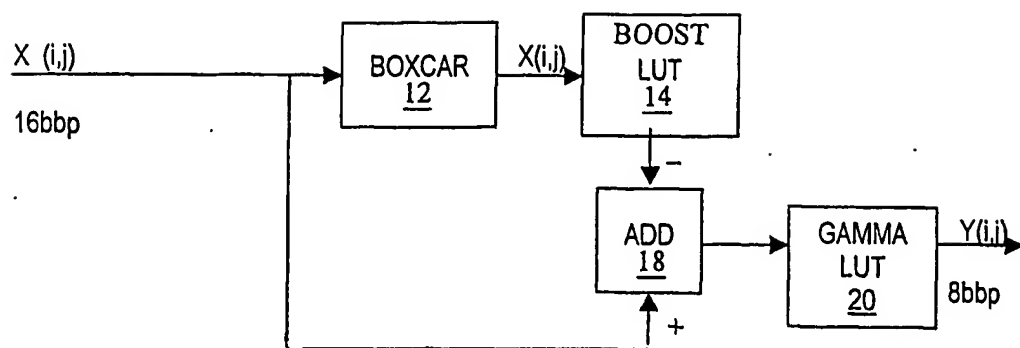 X (i,j)
16bbp
BOXCAR
12
X(i,j)
BOOST
LUT
14
−
ADD
18
+
GAMMA
LUT
20
Y(i,j)
8bbp